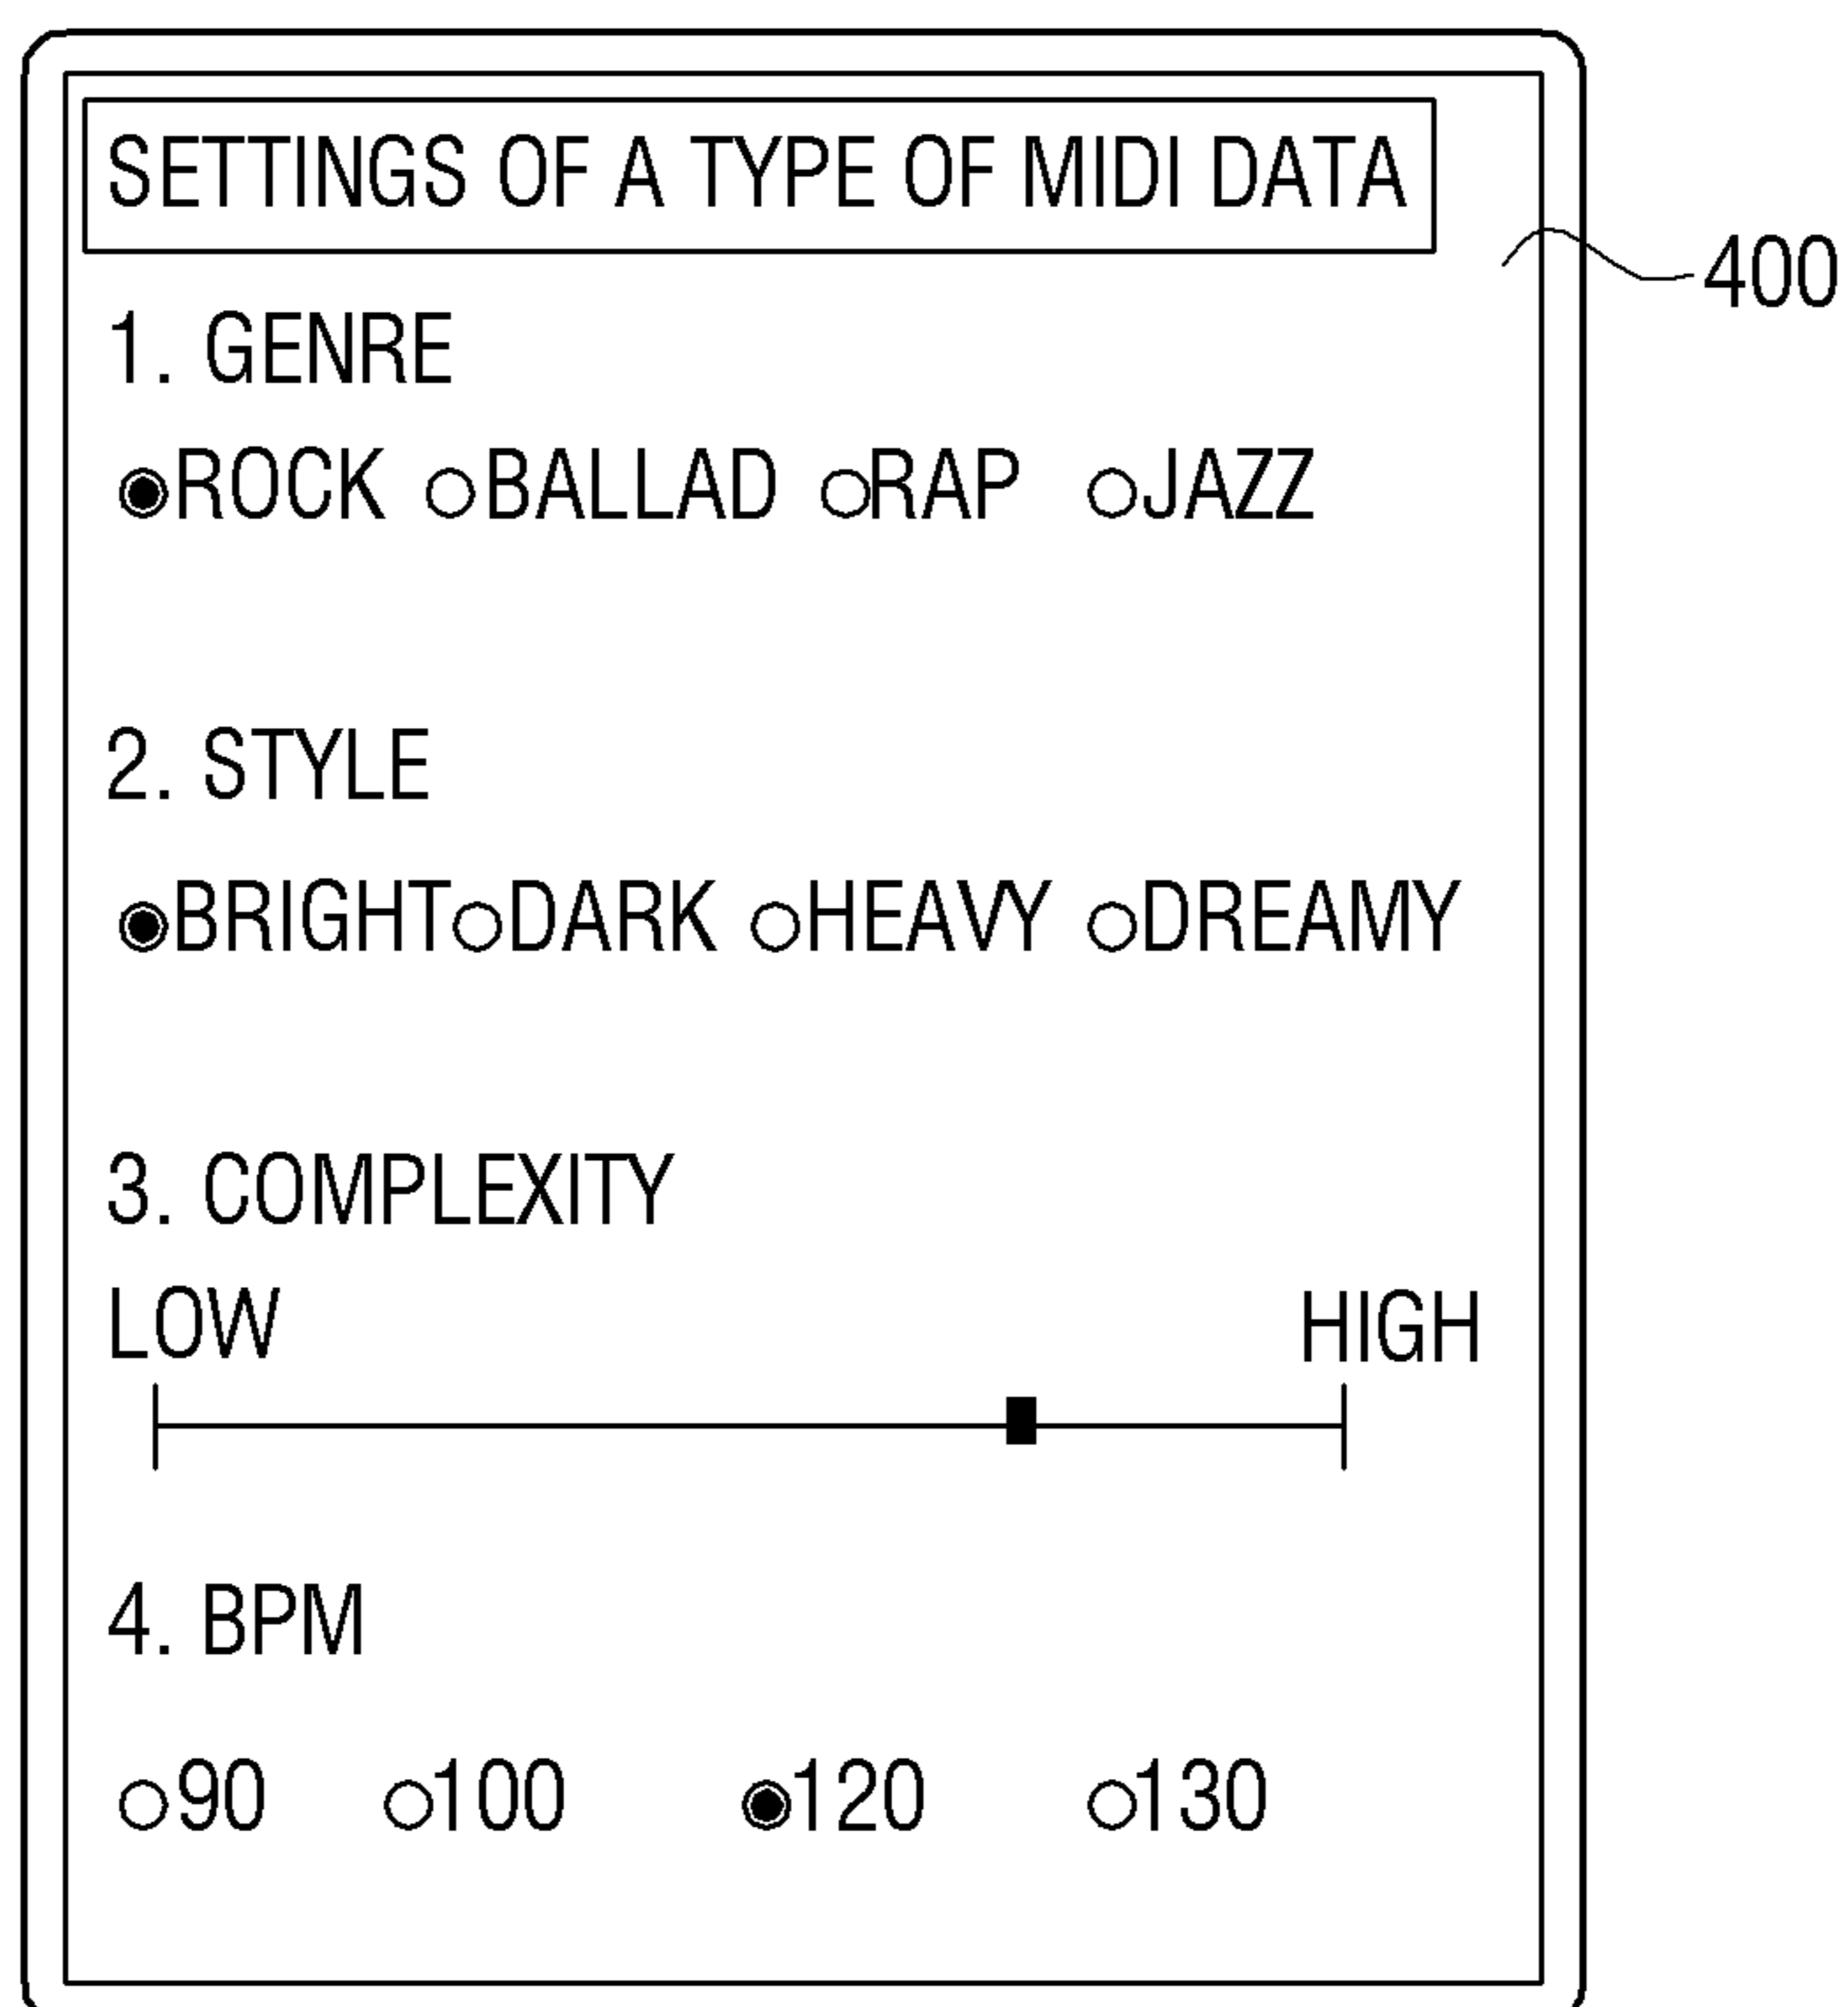 SETTINGS OF A TYPE OF MIDI DATA
400
1. GENRE
ROCK BALLAD RAP JAZZ
2. STYLE
BRIGHT DARK HEAVY DREAMY
3. COMPLEXITY
LOW HIGH
4. BPM
90 100 120 130